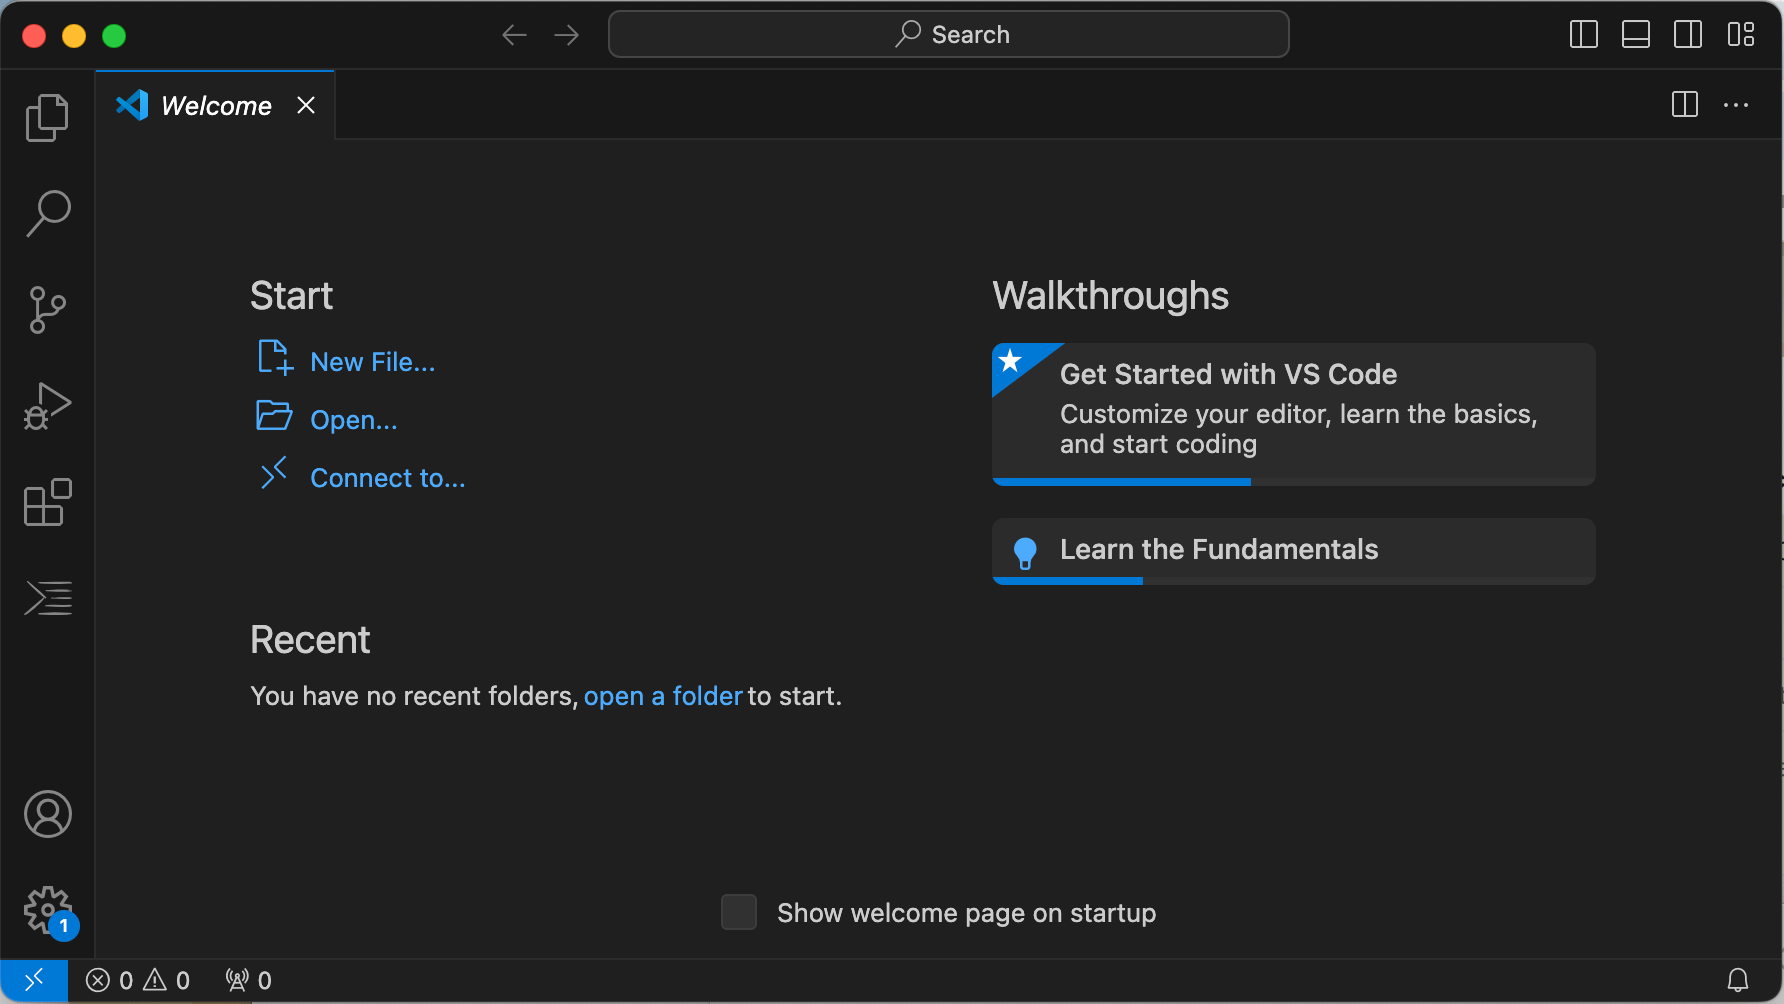 Search
Welcome
Start
New File...
Open...
Connect to...
Recent
You have no recent folders, open a folder to start.
Walkthroughs
Get Started with VS Code
Customize your editor, learn the basics,
and start coding
Learn the Fundamentals
Show welcome page on startup
1
0 0 0